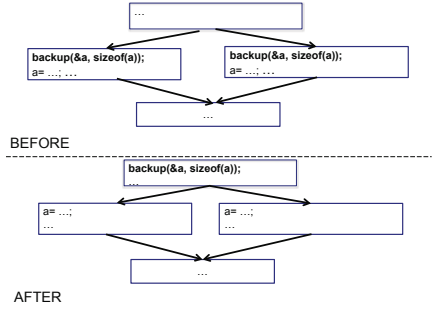 ...
backup(&a, sizeof(a));
a= ...; ...
backup(&a, sizeof(a));
a= ...; ...
...
BEFORE
backup(&a, sizeof(a));
...
a= ...;
...
a= ...;
...
...
AFTER